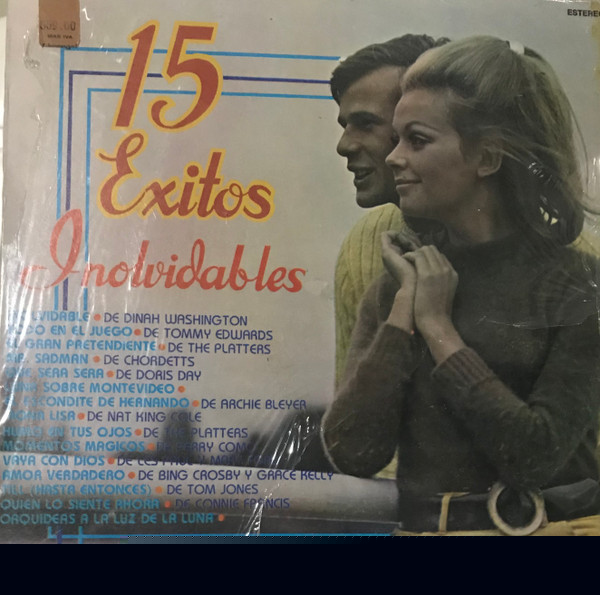 ESTEREO
15
Exitos
Inolvidables
INOLVIDABLE • DE DINAH WASHINGTON
TODO EN EL JUEGO • DE TOMMY EDWARDS
EL GRAN PRETENDIENTE • DE THE PLATTERS
MR. SADMAN • DE CHORDETTS
QUE SERA SERA • DE DORIS DAY
LUNA SOBRE MONTEVIDEO •
EL ESCONDITE DE HERNANDO • DE ARCHIE BLEYER
MONA LISA • DE NAT KING COLE
HUMO EN TUS OJOS • DE THE PLATTERS
MOMENTOS MAGICOS • DE PERRY COMO
VAYA CON DIOS • DE LES PAUL
AMOR VERDADERO • DE BING CROSBY Y GRACE KELLY
TILL (HASTA ENTONCES) • DE TOM JONES
QUIEN LO SIENTE AHORA • DE CONNIE FRANCIS
ORQUIDEAS A LA LUZ DE LA LUNA •